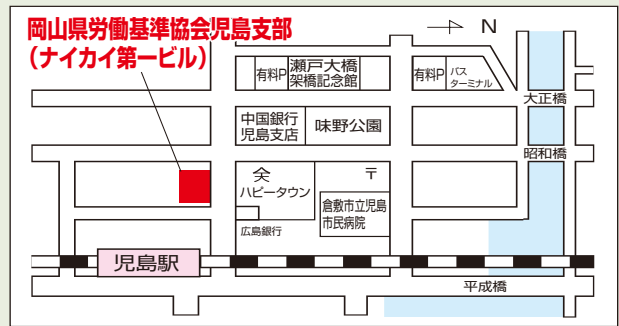 岡山県労働基準協会児島支部
(ナイカイ第一ビル)
N
有料P
瀬戸大橋
架橋記念館
有料P
バス
ターミナル
大正橋
中国銀行
児島支店
味野公園
昭和橋
〒
ハピータウン
倉敷市立児島
市民病院
広島銀行
児島駅
平成橋